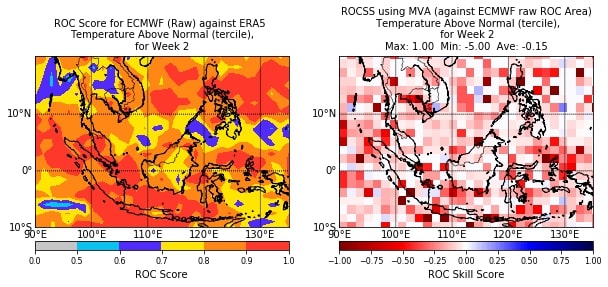 ROC Score for ECMWF (Raw) against ERA5
Temperature Above Normal (tercile),
for Week 2
10°N
0°
10°S
90°E 100°E 110°E 120°E 130°E
0.0 0.5 0.6 0.7 0.8 0.9 1.0
ROC Score
ROCSS using MVA (against ECMWF raw ROC Area)
Temperature Above Normal (tercile),
for Week 2
Max: 1.00 Min: -5.00 Ave: -0.15
10°N
0°
10°S
90°E 100°E 110°E 120°E 130°E
−1.00 −0.75 −0.50 −0.25 0.00 0.25 0.50 0.75 1.00
ROC Skill Score